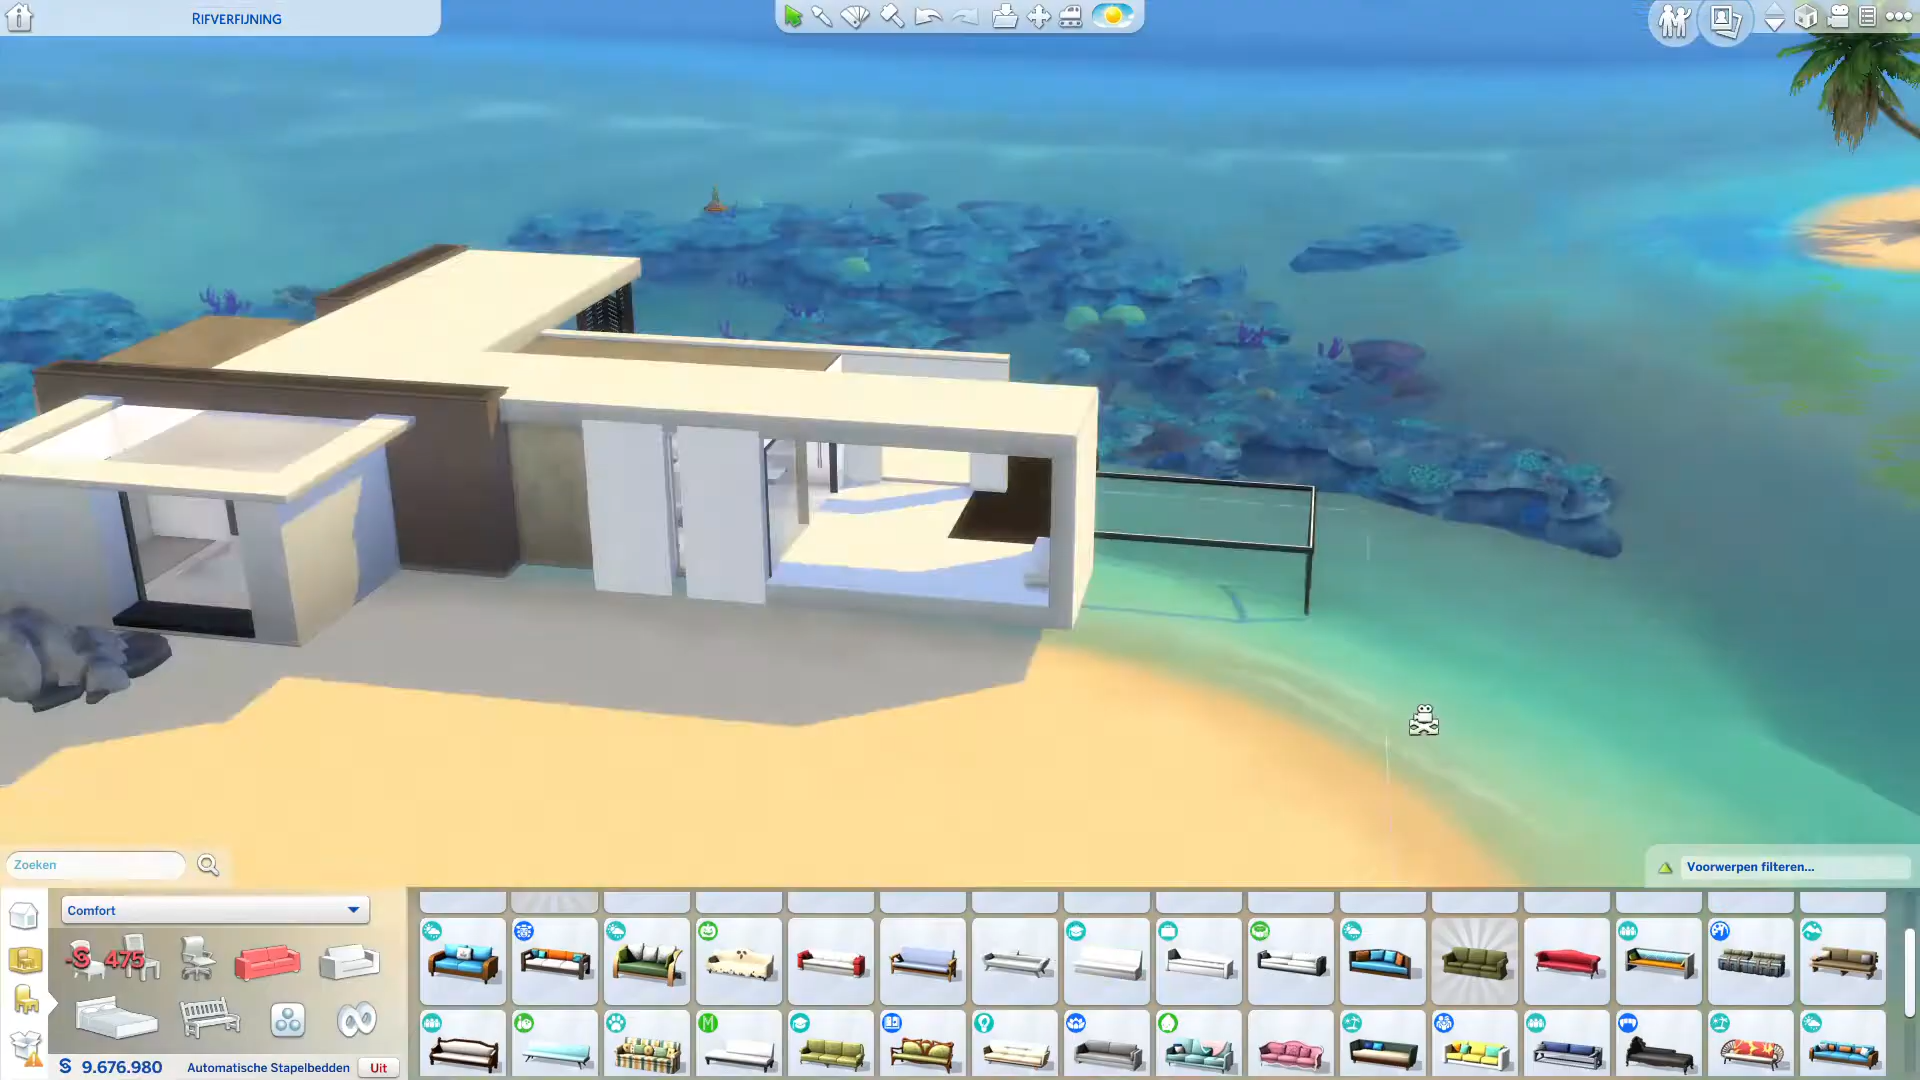 RIFVERFIJNING
Zoeken
Voorwerpen filteren...
Comfort
-§ 475
§ 9.676.980
Automatische Stapelbedden
Uit